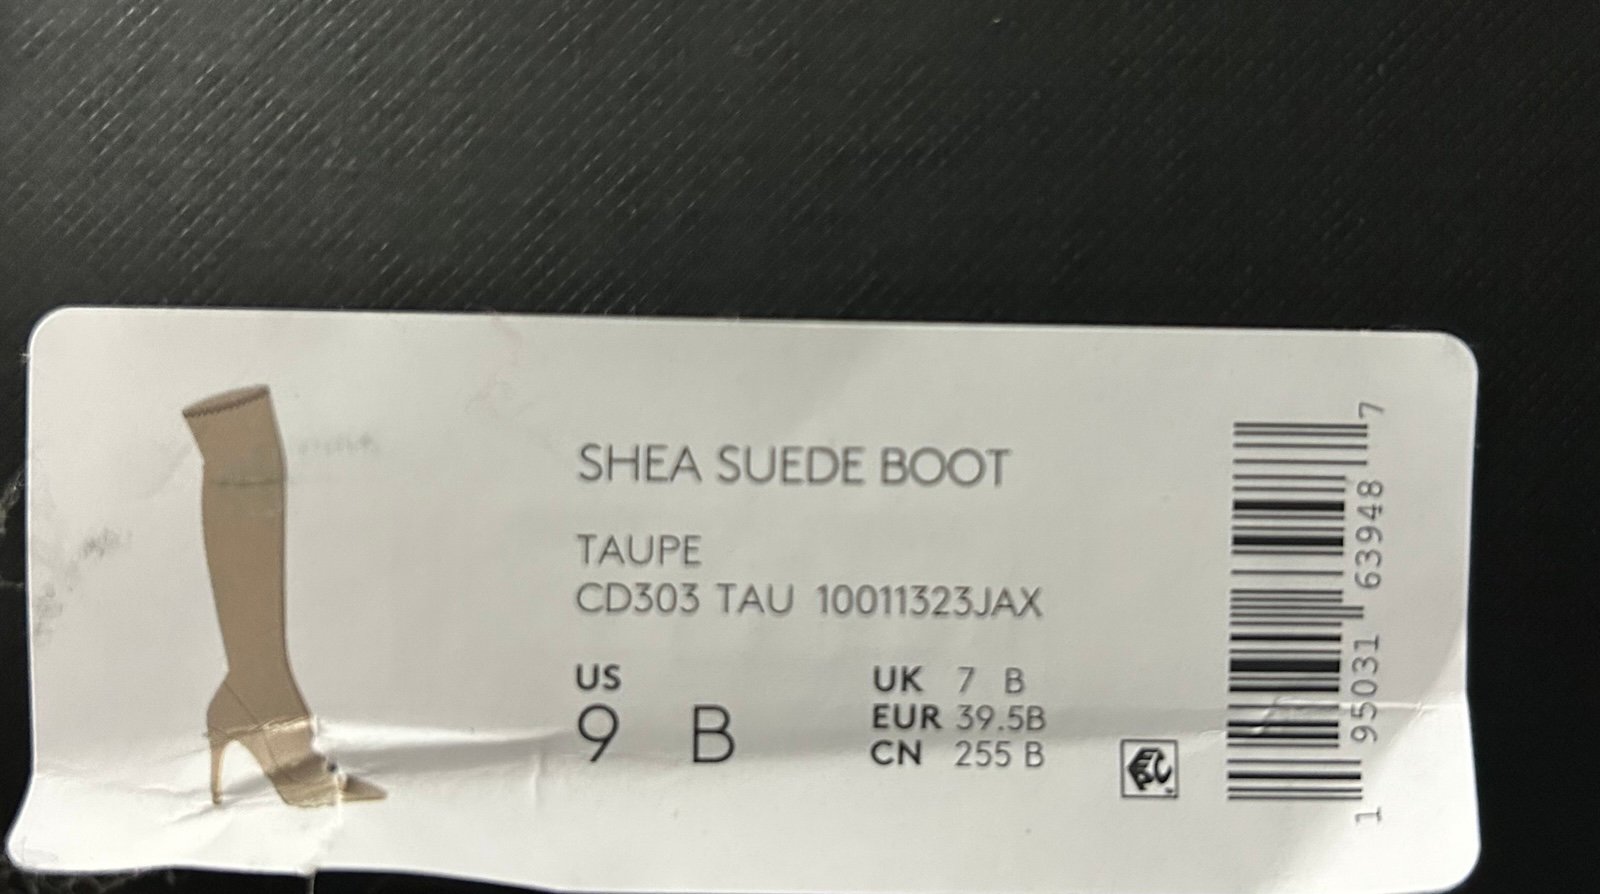 SHEA SUEDE BOOT
TAUPE
CD303 TAU 10011323JAX
US
9 B
UK 7 B
EUR 39.5B
CN 255 B
1 95031 63948 7